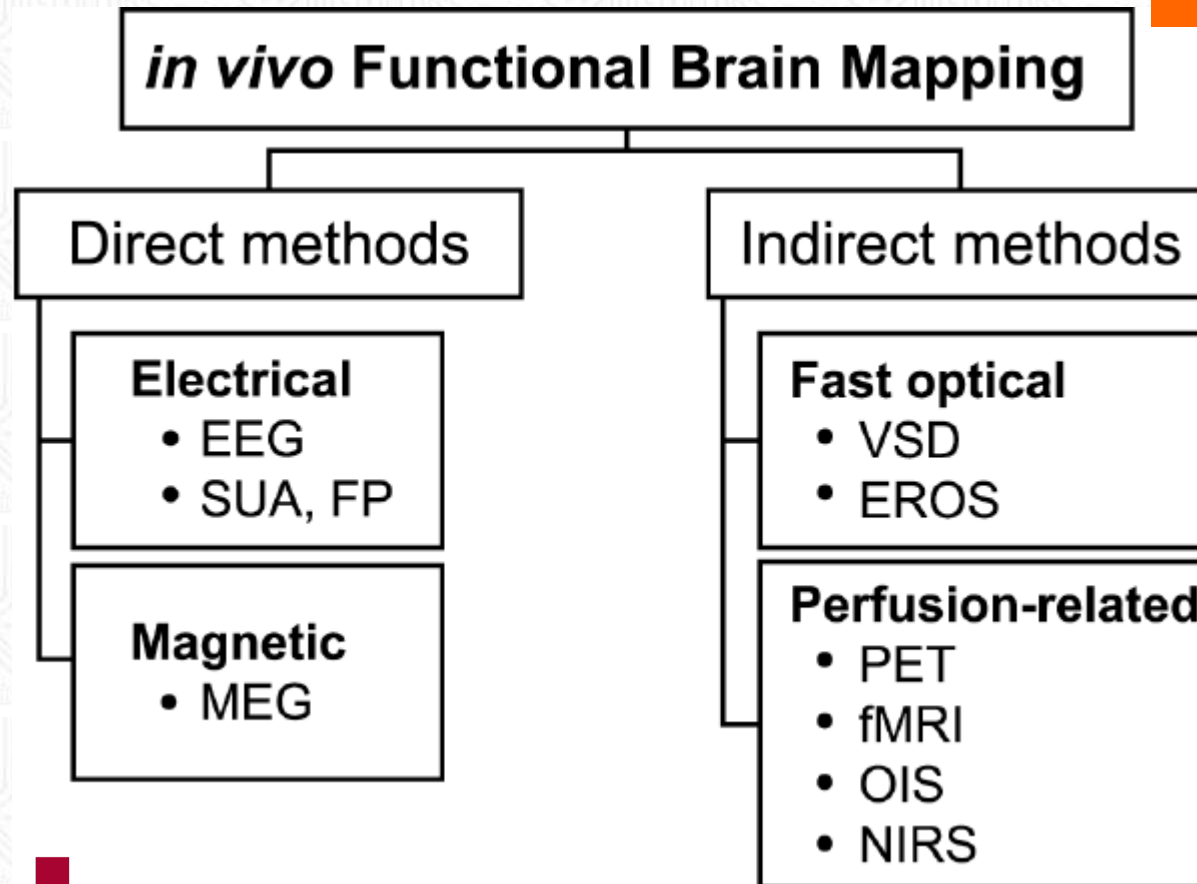 in vivo Functional Brain Mapping
Direct methods
Electrical
• EEG
• SUA, FP
Magnetic
• MEG
Indirect methods
Fast optical
• VSD
• EROS
Perfusion-related
• PET
• fMRI
• OIS
• NIRS